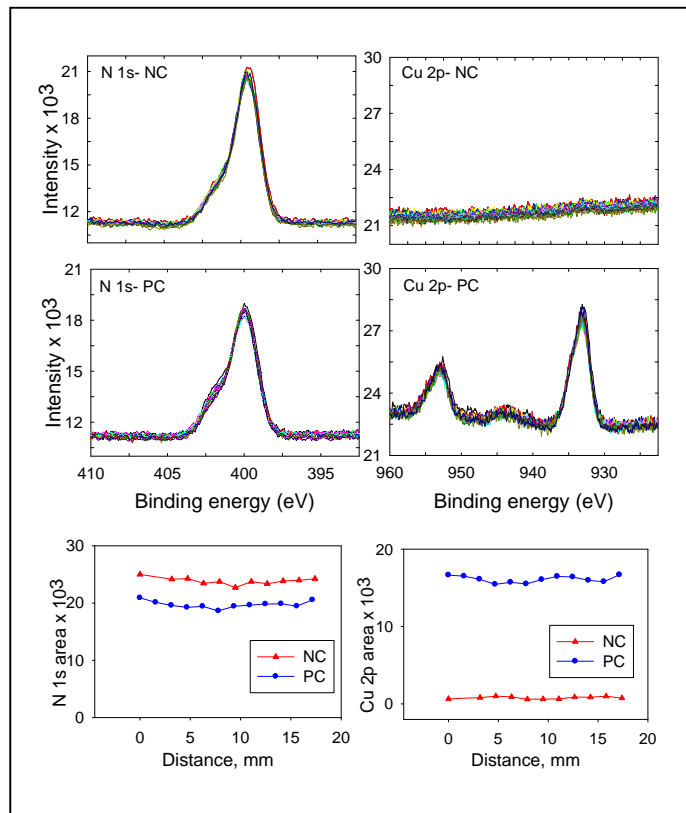 N 1s- NC
Intensity x 10³
21
18
15
12
Cu 2p- NC
30
27
24
21
N 1s- PC
Intensity x 10³
21
18
15
12
410
405
400
395
Binding energy (eV)
Cu 2p- PC
30
27
24
21
960
950
940
930
Binding energy (eV)
N 1s area x 10³
30
20
10
0
NC
PC
0
5
10
15
20
Distance, mm
Cu 2p area x 10³
20
10
0
NC
PC
0
5
10
15
20
Distance, mm